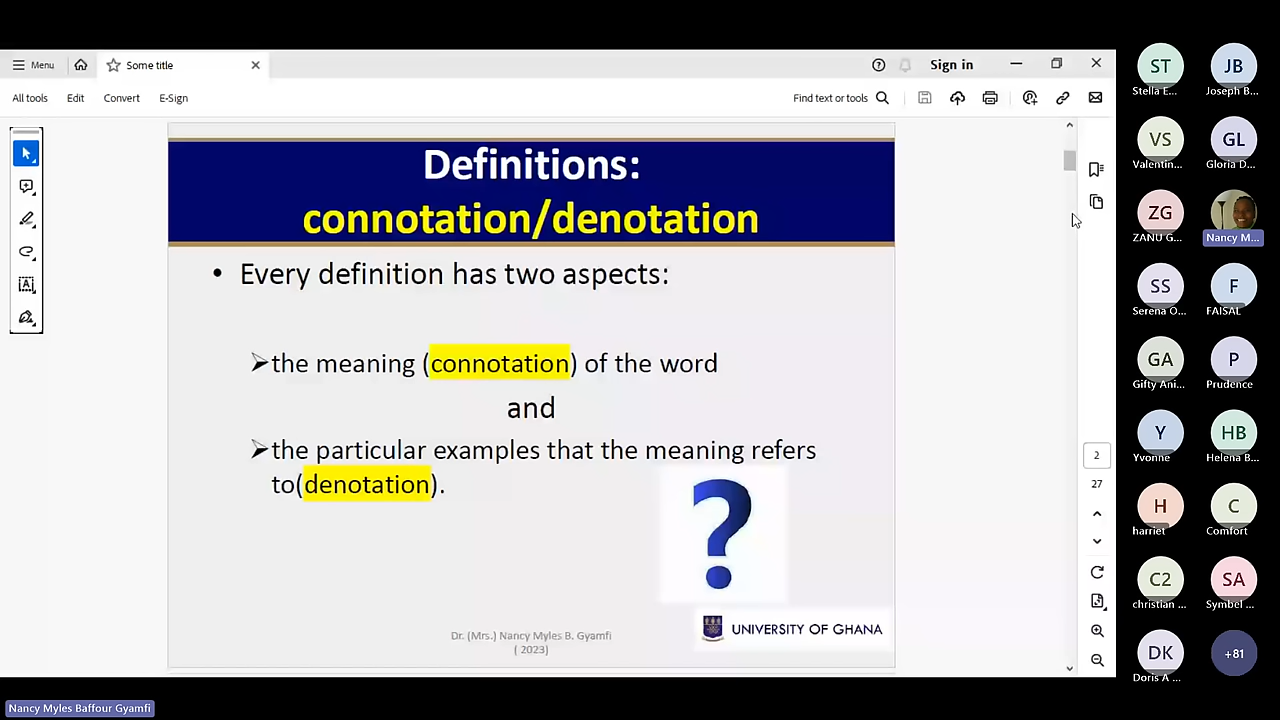 Menu
Some title
Sign in
All tools
Edit
Convert
E-Sign
Find text or tools
Definitions:
connotation/denotation
• Every definition has two aspects:
➢the meaning (connotation) of the word
and
➢the particular examples that the meaning refers
to(denotation).
Dr. (Mrs.) Nancy Myles B. Gyamfi
( 2023)
UNIVERSITY OF GHANA
2
27
ST
Stella E...
JB
Joseph B...
VS
Valentin...
GL
Gloria D...
ZG
ZANU G...
Nancy M...
SS
Serena O...
F
FAISAL
GA
Gifty Ani...
P
Prudence
Y
Yvonne
HB
Helena B...
H
harriet
C
Comfort
C2
christian ...
SA
Symbel ...
DK
Doris A ...
+81
Nancy Myles Baffour Gyamfi